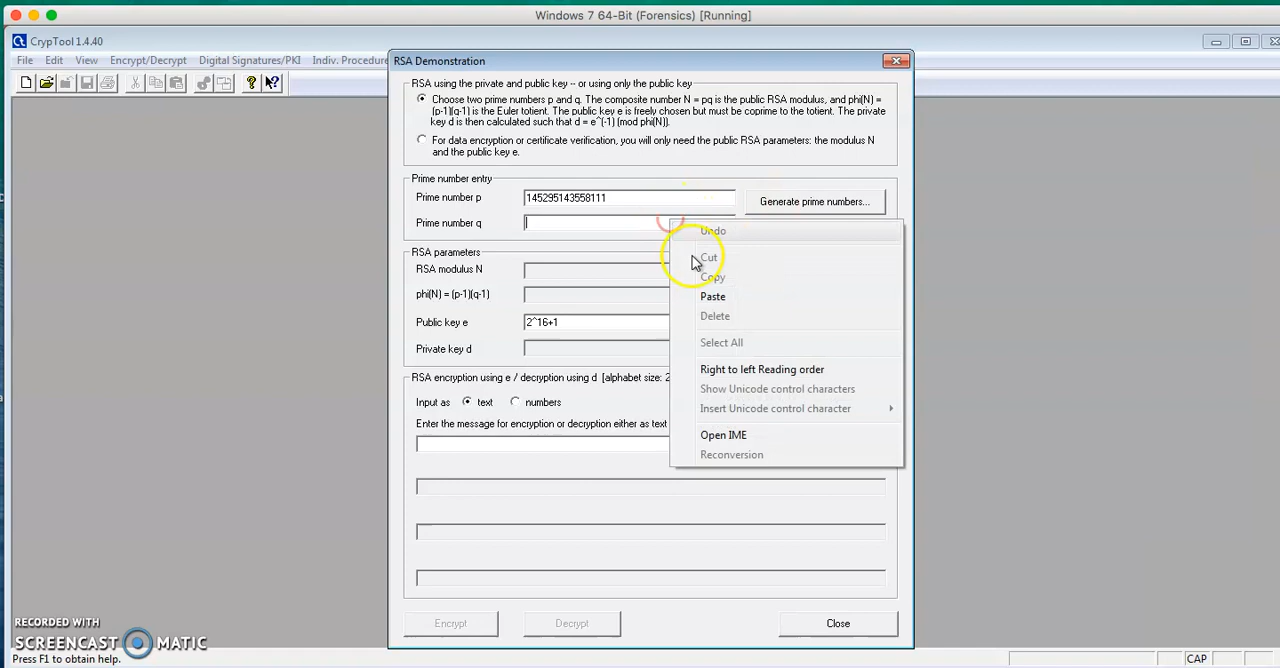 Windows 7 64-Bit (Forensics) [Running]
CrypTool 1.4.40
File Edit View Encrypt/Decrypt Digital Signatures/PKI Indiv. Procedure
RSA Demonstration
RSA using the private and public key -- or using only the public key
Choose two prime numbers p and q. The composite number N = pq is the public RSA modulus, and phi(N) =
(p-1)(q-1) is the Euler totient. The public key e is freely chosen but must be coprime to the totient. The private
key d is then calculated such that d = e^(-1) (mod phi(N)).
For data encryption or certificate verification, you will only need the public RSA parameters: the modulus N
and the public key e.
Prime number entry
Prime number p 145295143558111 Generate prime numbers...
Prime number q
Undo
Cut
Copy
Paste
Delete
Select All
Right to left Reading order
Show Unicode control characters
Insert Unicode control character
Open IME
Reconversion
RSA parameters
RSA modulus N
phi(N) = (p-1)(q-1)
Public key e 2^16+1
Private key d
RSA encryption using e / decryption using d [alphabet size: 2
Input as text numbers
Enter the message for encryption or decryption either as text
Encrypt Decrypt Close
RECORDED WITH
SCREENCAST MATIC
Press F1 to obtain help. CAP